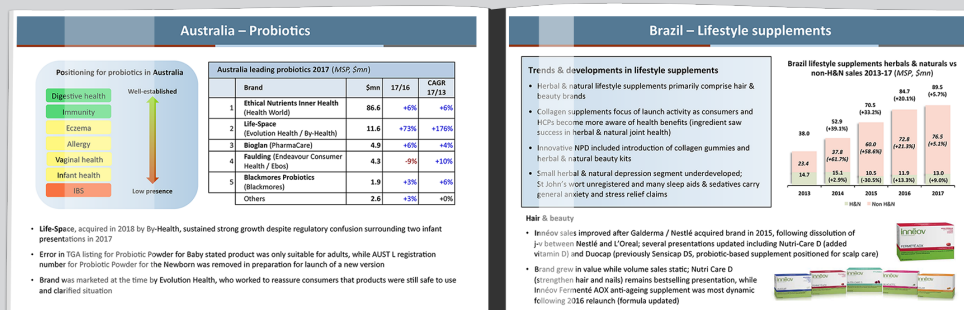 Australia – Probiotics
Positioning for probiotics in Australia
Digestive health
Immunity
Eczema
Allergy
Vaginal health
Infant health
IBS
Well-established
Low presence
Australia leading probiotics 2017 (MSP, $mn)
Brand $mn 17/16 CAGR 17/13
1 Ethical Nutrients Inner Health (Health World) 86.6 +6% +6%
2 Life-Space (Evolution Health / By-Health) 11.6 +73% +176%
3 Bioglan (PharmaCare) 4.9 +6% +4%
4 Faulding (Endeavour Consumer Health / Ebos) 4.3 -9% +10%
5 Blackmores Probiotics (Blackmores) 1.9 +3% +6%
Others 2.6 +3% +0%
• Life-Space, acquired in 2018 by By-Health, sustained strong growth despite regulatory confusion surrounding two infant
presentations in 2017
• Error in TGA listing for Probiotic Powder for Baby stated product was only suitable for adults, while AUST L registration
number for Probiotic Powder for the Newborn was removed in preparation for launch of a new version
• Brand was marketed at the time by Evolution Health, who worked to reassure consumers that products were still safe to use
and clarified situation
Brazil – Lifestyle supplements
Trends & developments in lifestyle supplements
• Herbal & natural lifestyle supplements primarily comprise hair &
beauty brands
• Collagen supplements focus of launch activity as consumers and
HCPs become more aware of health benefits (ingredient saw
success in herbal & natural joint health)
• Innovative NPD included introduction of collagen gummies and
herbal & natural beauty kits
• Small herbal & natural depression segment underdeveloped;
St John's wort unregistered and many sleep aids & sedatives carry
general anxiety and stress relief claims
Brazil lifestyle supplements herbals & naturals vs
non-H&N sales 2013-17 (MSP, $mn)
38.0
52.9
(+39.1%)
70.5
(+33.2%)
84.7
(+20.1%)
89.5
(+5.7%)
23.4
37.8
(+61.7%)
60.0
(+58.6%)
72.8
(+21.3%)
76.5
(+5.1%)
14.7
15.1
(+2.9%)
10.5
(-30.5%)
11.9
(+13.3%)
13.0
(+9.0%)
2013 2014 2015 2016 2017
H&N Non H&N
Hair & beauty
• Innéov sales improved after Galderma / Nestlé acquired brand in 2015, following dissolution of
j-v between Nestlé and L'Oreal; several presentations updated including Nutri-Care D (added
vitamin D) and Duocap (previously Sensicap DS, probiotic-based supplement positioned for scalp care)
• Brand grew in value while volume sales static; Nutri Care D
(strengthen hair and nails) remains bestselling presentation, while
Innéov Fermenté AOX anti-ageing supplement was most dynamic
following 2016 relaunch (formula updated)
innēov